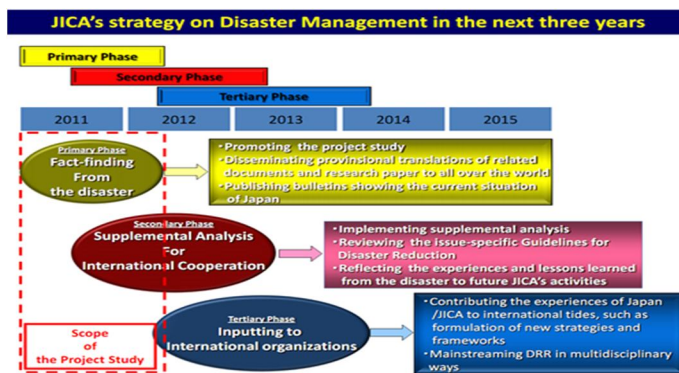 JICA's strategy on Disaster Management in the next three years
Primary Phase
Secondary Phase
Tertiary Phase
2011 2012 2013 2014 2015
Primary Phase
Fact-finding
From
the disaster
• Promoting the project study
• Disseminating provinsional translations of related
documents and research paper to all over the world
• Publishing bulletins showing the current situation
of Japan
Secondary Phase
Supplemental Analysis
For
International Cooperation
• Implementing supplemental analysis
• Reviewing the issue-specific Guidelines for
Disaster Reduction
• Reflecting the experiences and lessons learned
from the disaster to future JICA's activities
Tertiary Phase
Inputting to
International organizations
• Contributing the experiences of Japan
/JICA to international tides, such as
formulation of new strategies and
frameworks
• Mainstreaming DRR in multidisciplinary
ways
Scope
of
the Project Study